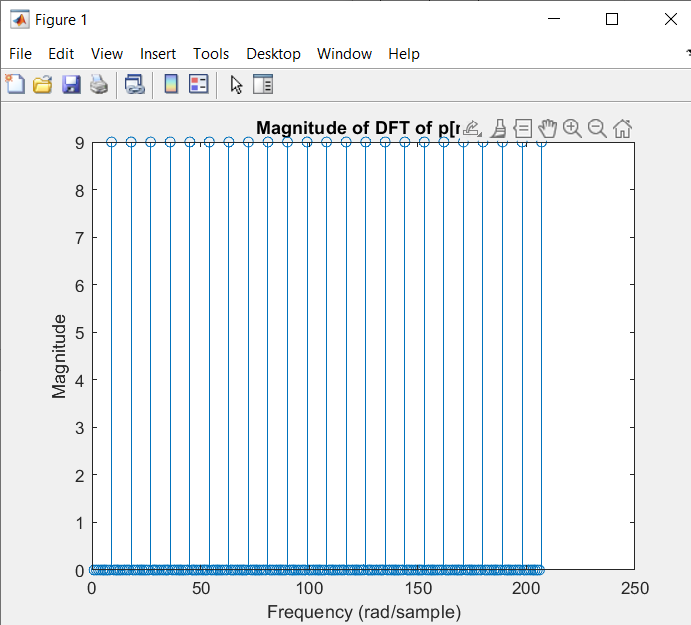 Figure 1
File Edit View Insert Tools Desktop Window Help
Magnitude of DFT of p[
9
8
7
6
5
4
3
2
1
0
Magnitude
0 50 100 150 200 250
Frequency (rad/sample)